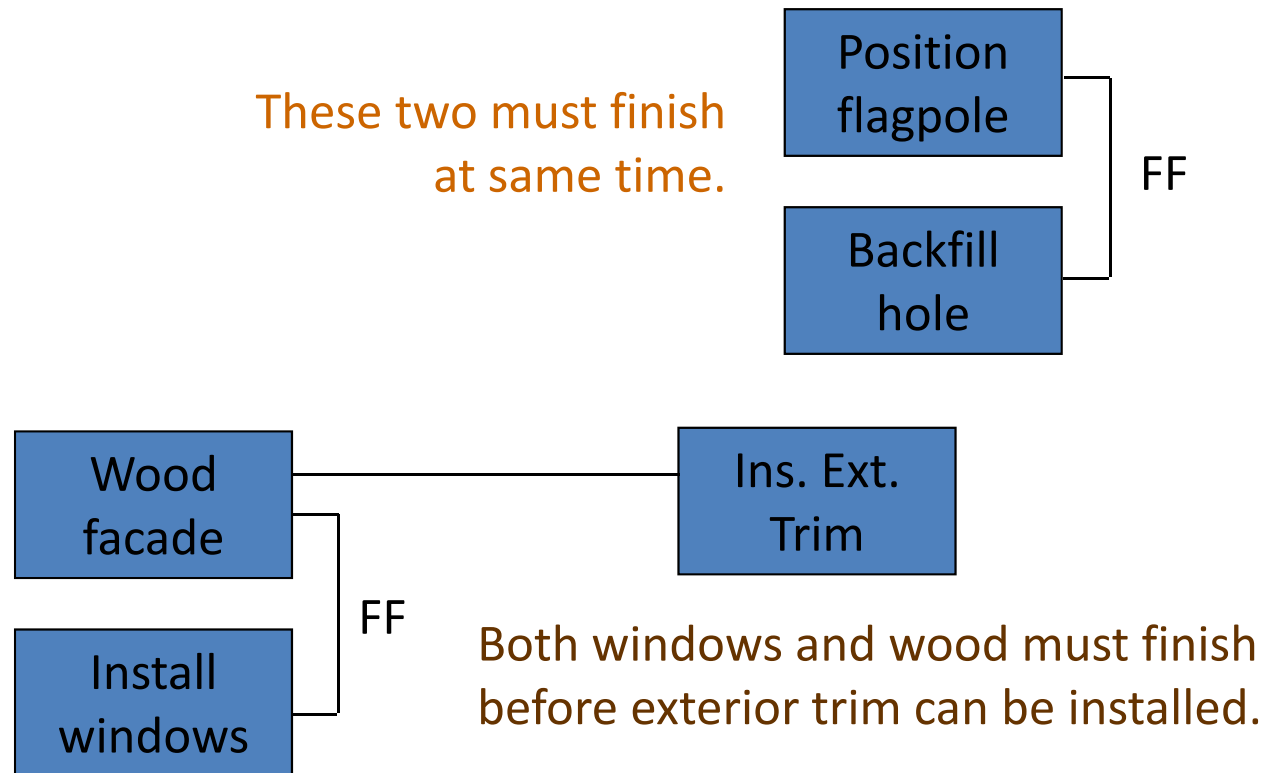 Position
flagpole
These two must finish
at same time.
FF
Backfill
hole
Wood
facade
Ins. Ext.
Trim
FF
Install
windows
Both windows and wood must finish
before exterior trim can be installed.